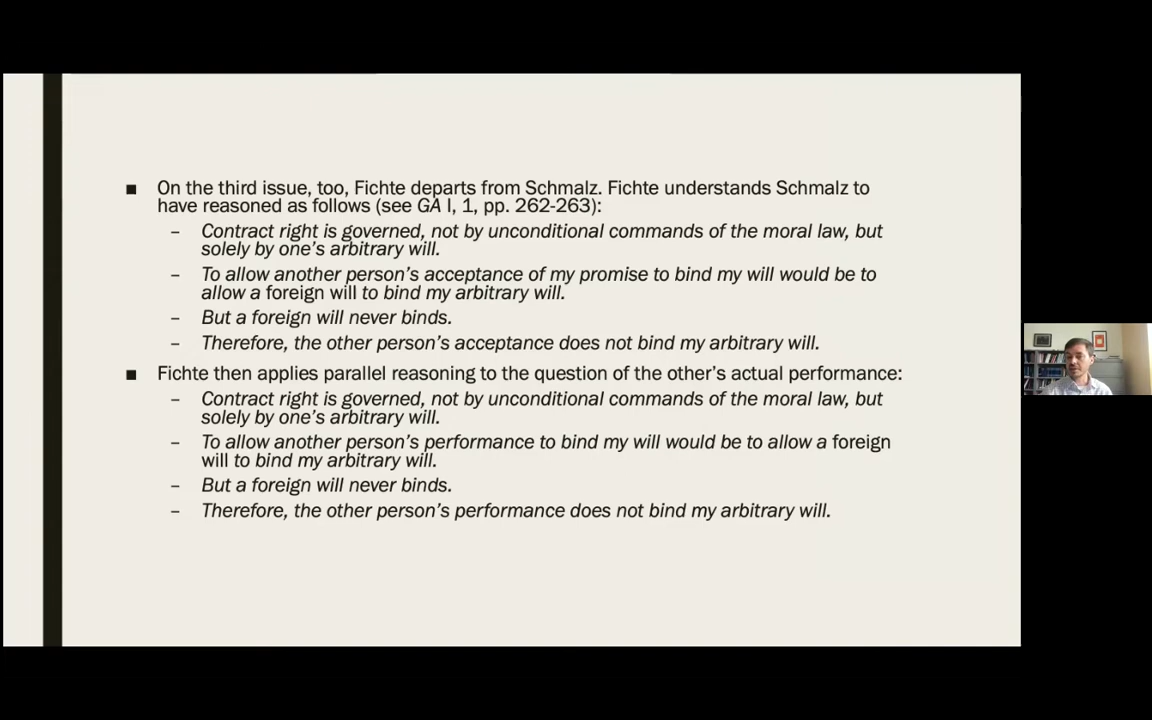 ■ On the third issue, too, Fichte departs from Schmalz. Fichte understands Schmalz to
have reasoned as follows (see GA I, 1, pp. 262-263):
– Contract right is governed, not by unconditional commands of the moral law, but
solely by one's arbitrary will.
– To allow another person's acceptance of my promise to bind my will would be to
allow a foreign will to bind my arbitrary will.
– But a foreign will never binds.
– Therefore, the other person's acceptance does not bind my arbitrary will.
■ Fichte then applies parallel reasoning to the question of the other's actual performance:
– Contract right is governed, not by unconditional commands of the moral law, but
solely by one's arbitrary will.
– To allow another person's performance to bind my will would be to allow a foreign
will to bind my arbitrary will.
– But a foreign will never binds.
– Therefore, the other person's performance does not bind my arbitrary will.